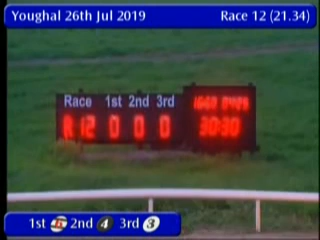 Youghal 26th Jul 2019 Race 12 (21.34)
Race 1st 2nd 3rd
R 12 0 0 0 30:30
1st 6 2nd 4 3rd 3